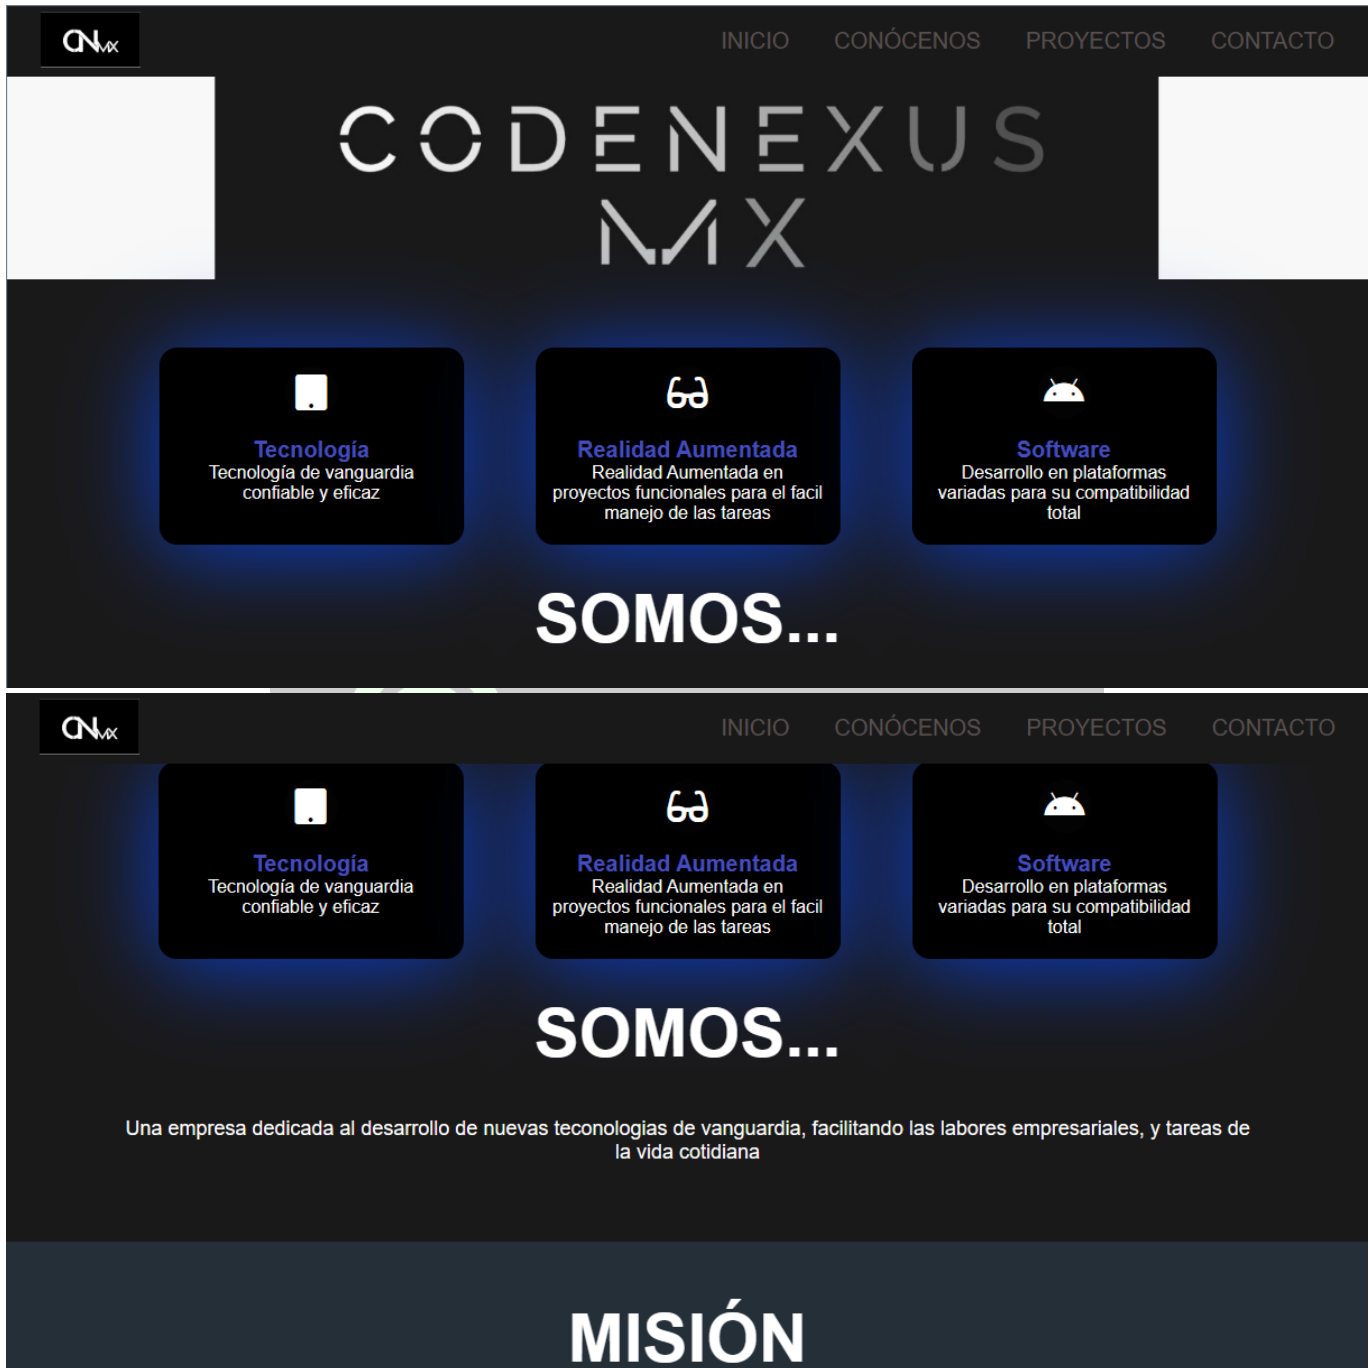 CNMX
INICIO CONÓCENOS PROYECTOS CONTACTO
CODENEXUS
MX
Tecnología
Tecnología de vanguardia
confiable y eficaz
Realidad Aumentada
Realidad Aumentada en
proyectos funcionales para el facil
manejo de las tareas
Software
Desarrollo en plataformas
variadas para su compatibilidad
total
SOMOS...
CNMX
INICIO CONÓCENOS PROYECTOS CONTACTO
Tecnología
Tecnología de vanguardia
confiable y eficaz
Realidad Aumentada
Realidad Aumentada en
proyectos funcionales para el facil
manejo de las tareas
Software
Desarrollo en plataformas
variadas para su compatibilidad
total
SOMOS...
Una empresa dedicada al desarrollo de nuevas teconologias de vanguardia, facilitando las labores empresariales, y tareas de
la vida cotidiana
MISIÓN